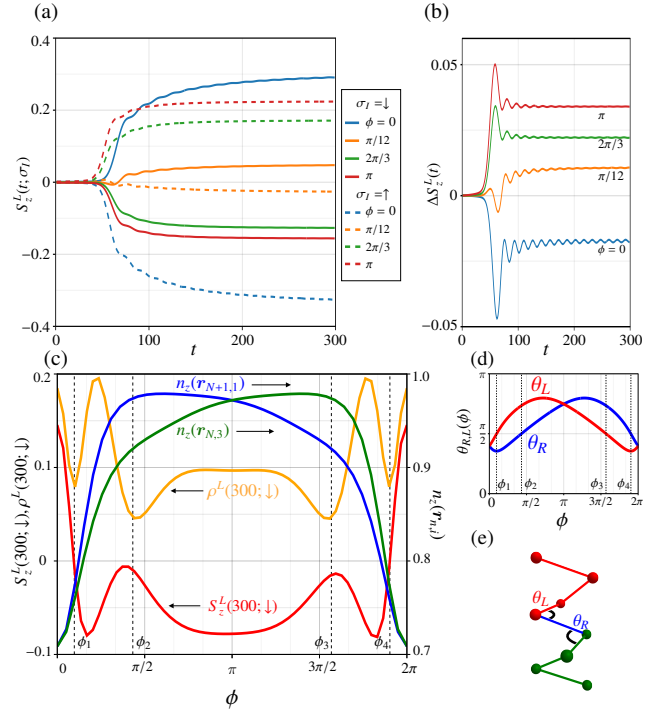 (a)
0.4
0.2
0.0
−0.2
−0.4
S_z^L(t;σ_I)
0
100
200
300
t
σ_I =↓
ϕ = 0
π/12
2π/3
π
σ_I =↑
ϕ = 0
π/12
2π/3
π
(b)
0.05
0
−0.05
ΔS_z^L(t)
π
2π/3
π/12
ϕ = 0
0
100
200
300
t
(c)
0.2
0.1
0
−0.1
S_z^L(300;↓), ρ^L(300;↓)
n_z(r_{N+1,1})
n_z(r_{N,3})
ρ^L(300;↓)
S_z^L(300;↓)
1.0
0.9
0.8
0.7
n_z(r_{n,i})
ϕ_1
ϕ_2
ϕ_3
ϕ_4
0
π/2
π
3π/2
2π
ϕ
(d)
π
π/2
0
θ_{R,L}(ϕ)
θ_L
θ_R
ϕ_1
ϕ_2
ϕ_3
ϕ_4
0
π/2
π
3π/2
2π
ϕ
(e)
θ_L
θ_R